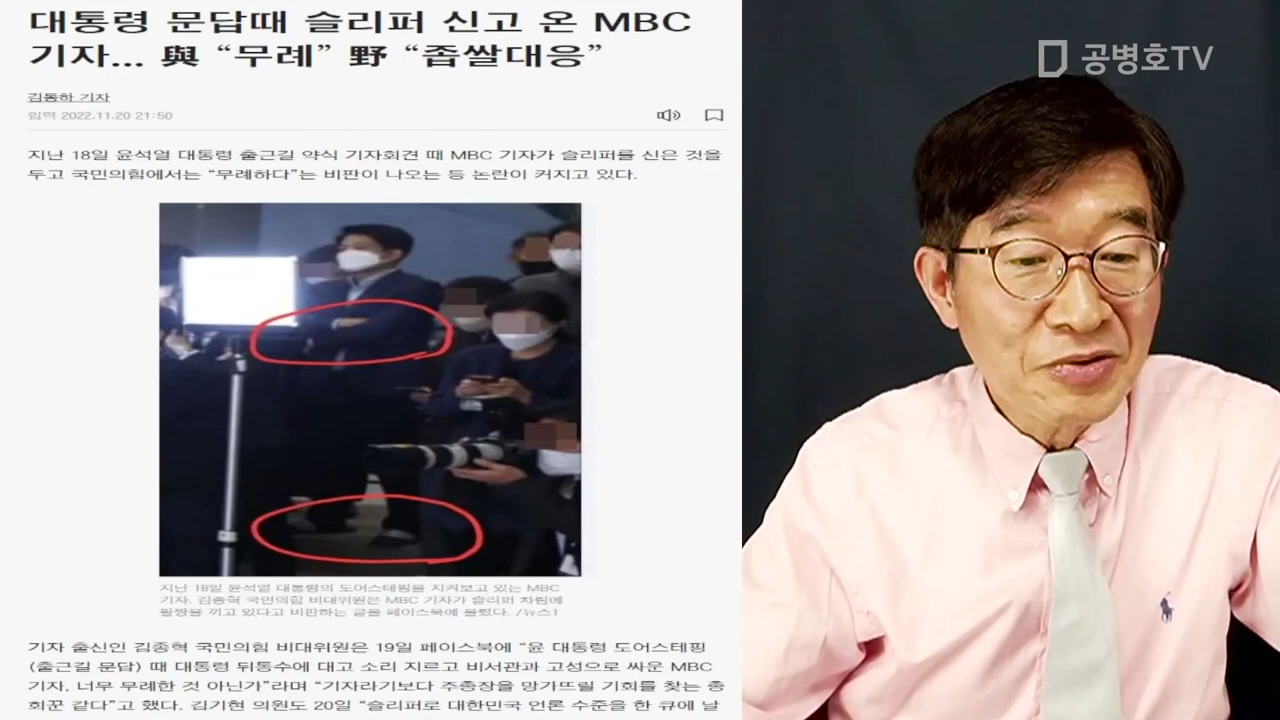 대통령 문답때 슬리퍼 신고 온 MBC
기자... 與 “무례” 野 “좁쌀대응”
공병호TV
김동하 기자
입력 2022.11.20 21:50
지난 18일 윤석열 대통령 출근길 약식 기자회견 때 MBC 기자가 슬리퍼를 신은 것을
두고 국민의힘에서는 “무례하다”는 비판이 나오는 등 논란이 커지고 있다.
지난 18일 윤석열 대통령의 도어스테핑을 지켜보고 있는 MBC
기자. 김종혁 국민의힘 비대위원은 MBC 기자가 슬리퍼 차림에
팔짱을 끼고 있다고 비판하는 글을 페이스북에 올렸다. /뉴스1
기자 출신인 김종혁 국민의힘 비대위원은 19일 페이스북에 “윤 대통령 도어스테핑
(출근길 문답) 때 대통령 뒤통수에 대고 소리 지르고 비서관과 고성으로 싸운 MBC
기자. 너무 무례한 것 아닌가”라며 “기자라기보다 주총장을 망가뜨릴 기회를 찾는 총
회꾼 같다”고 했다. 김기현 의원도 20일 “슬리퍼로 대한민국 언론 수준을 한 큐에 날